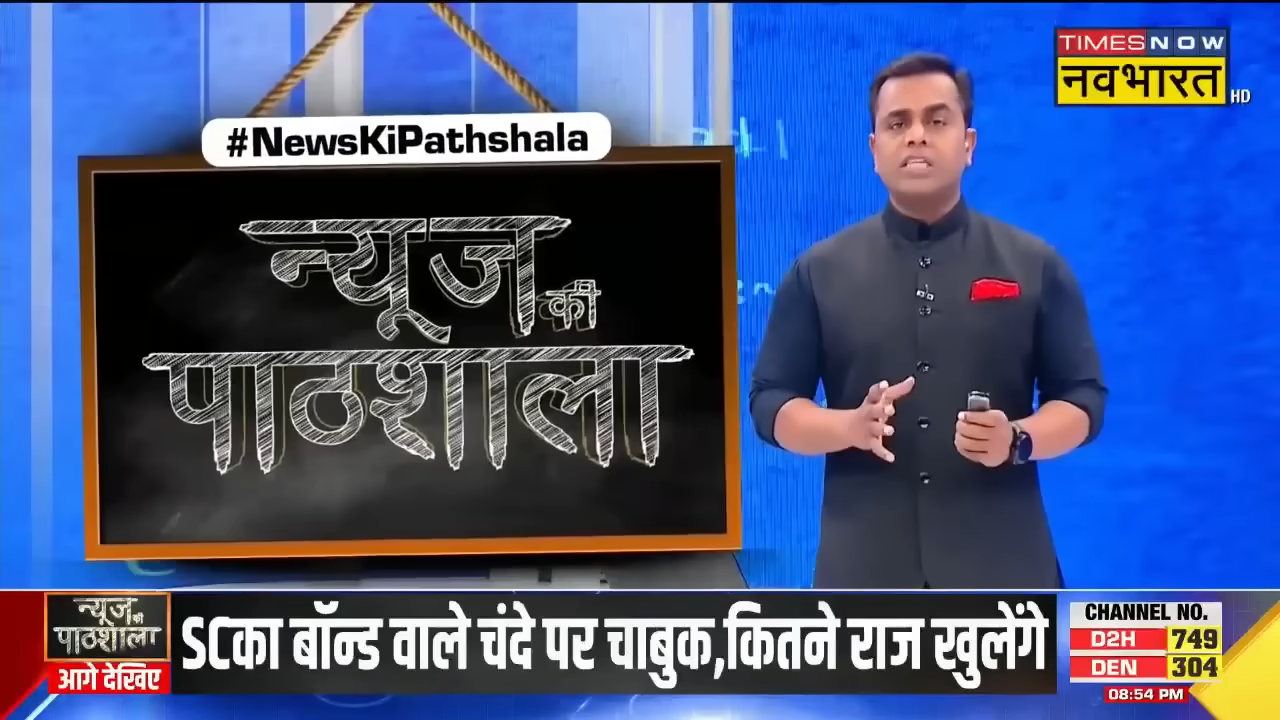 TIMES NOW
नवभारत
HD
#NewsKiPathshala
न्यूज की
पाठशाला
न्यूज की
पाठशाला
आगे देखिए
SCका बॉन्ड वाले चंदे पर चाबुक,कितने राज खुलेंगे
CHANNEL NO.
D2H 749
DEN 304
08:54 PM